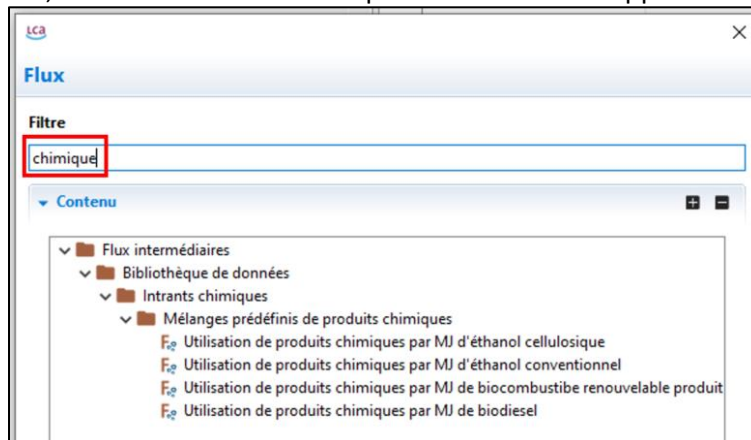 LCA
Flux
Filtre
chimique
Contenu
Flux intermédiaires
Bibliothèque de données
Intrants chimiques
Mélanges prédéfinis de produits chimiques
Utilisation de produits chimiques par MJ d'éthanol cellulosique
Utilisation de produits chimiques par MJ d'éthanol conventionnel
Utilisation de produits chimiques par MJ de biocombustibe renouvelable produit
Utilisation de produits chimiques par MJ de biodiesel